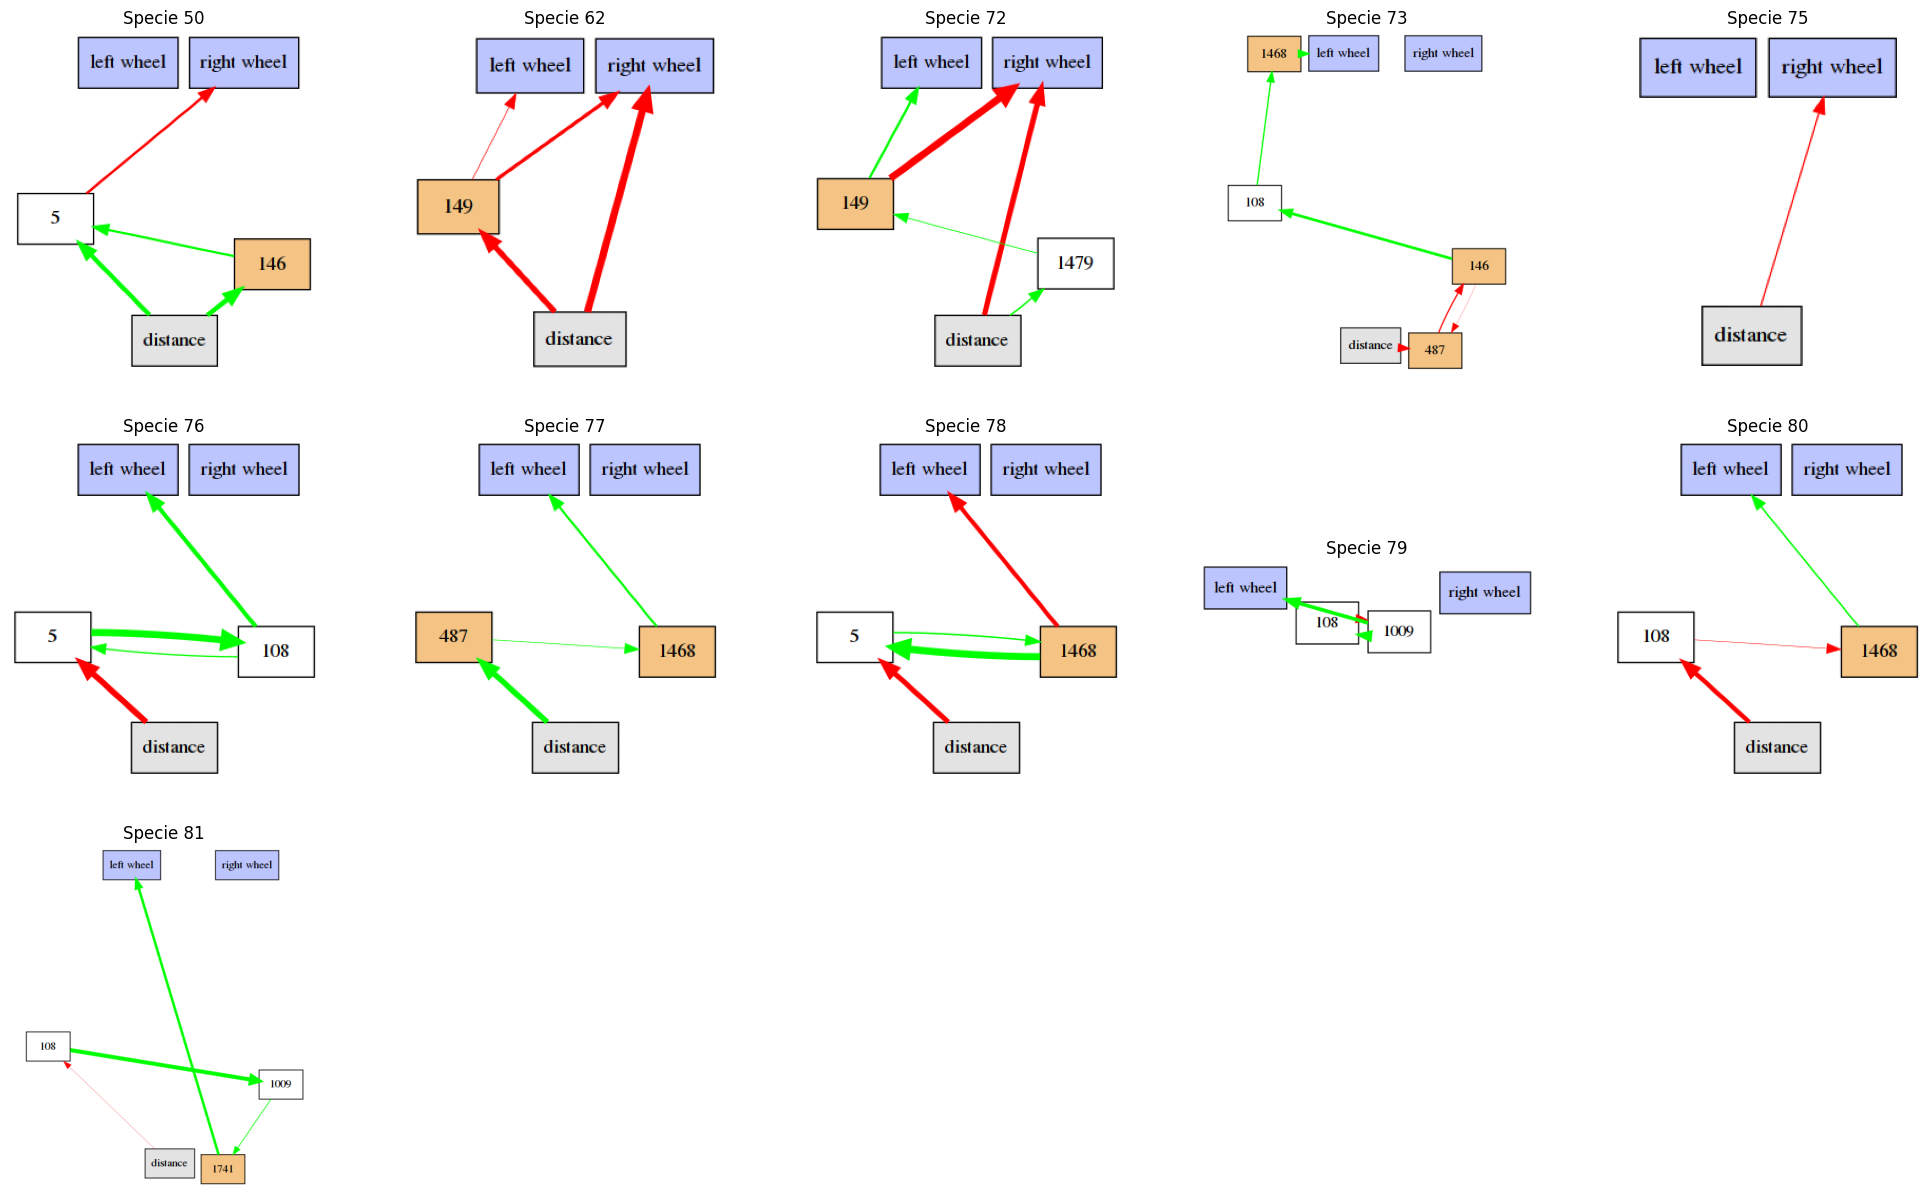 Specie 50
left wheel
right wheel
5
146
distance
Specie 62
left wheel
right wheel
149
distance
Specie 72
left wheel
right wheel
149
1479
distance
Specie 73
1468
left wheel
right wheel
108
146
distance
487
Specie 75
left wheel
right wheel
distance
Specie 76
left wheel
right wheel
5
108
distance
Specie 77
left wheel
right wheel
487
1468
distance
Specie 78
left wheel
right wheel
5
1468
distance
Specie 79
left wheel
right wheel
108
1009
Specie 80
left wheel
right wheel
108
1468
distance
Specie 81
left wheel
right wheel
108
1009
distance
1741